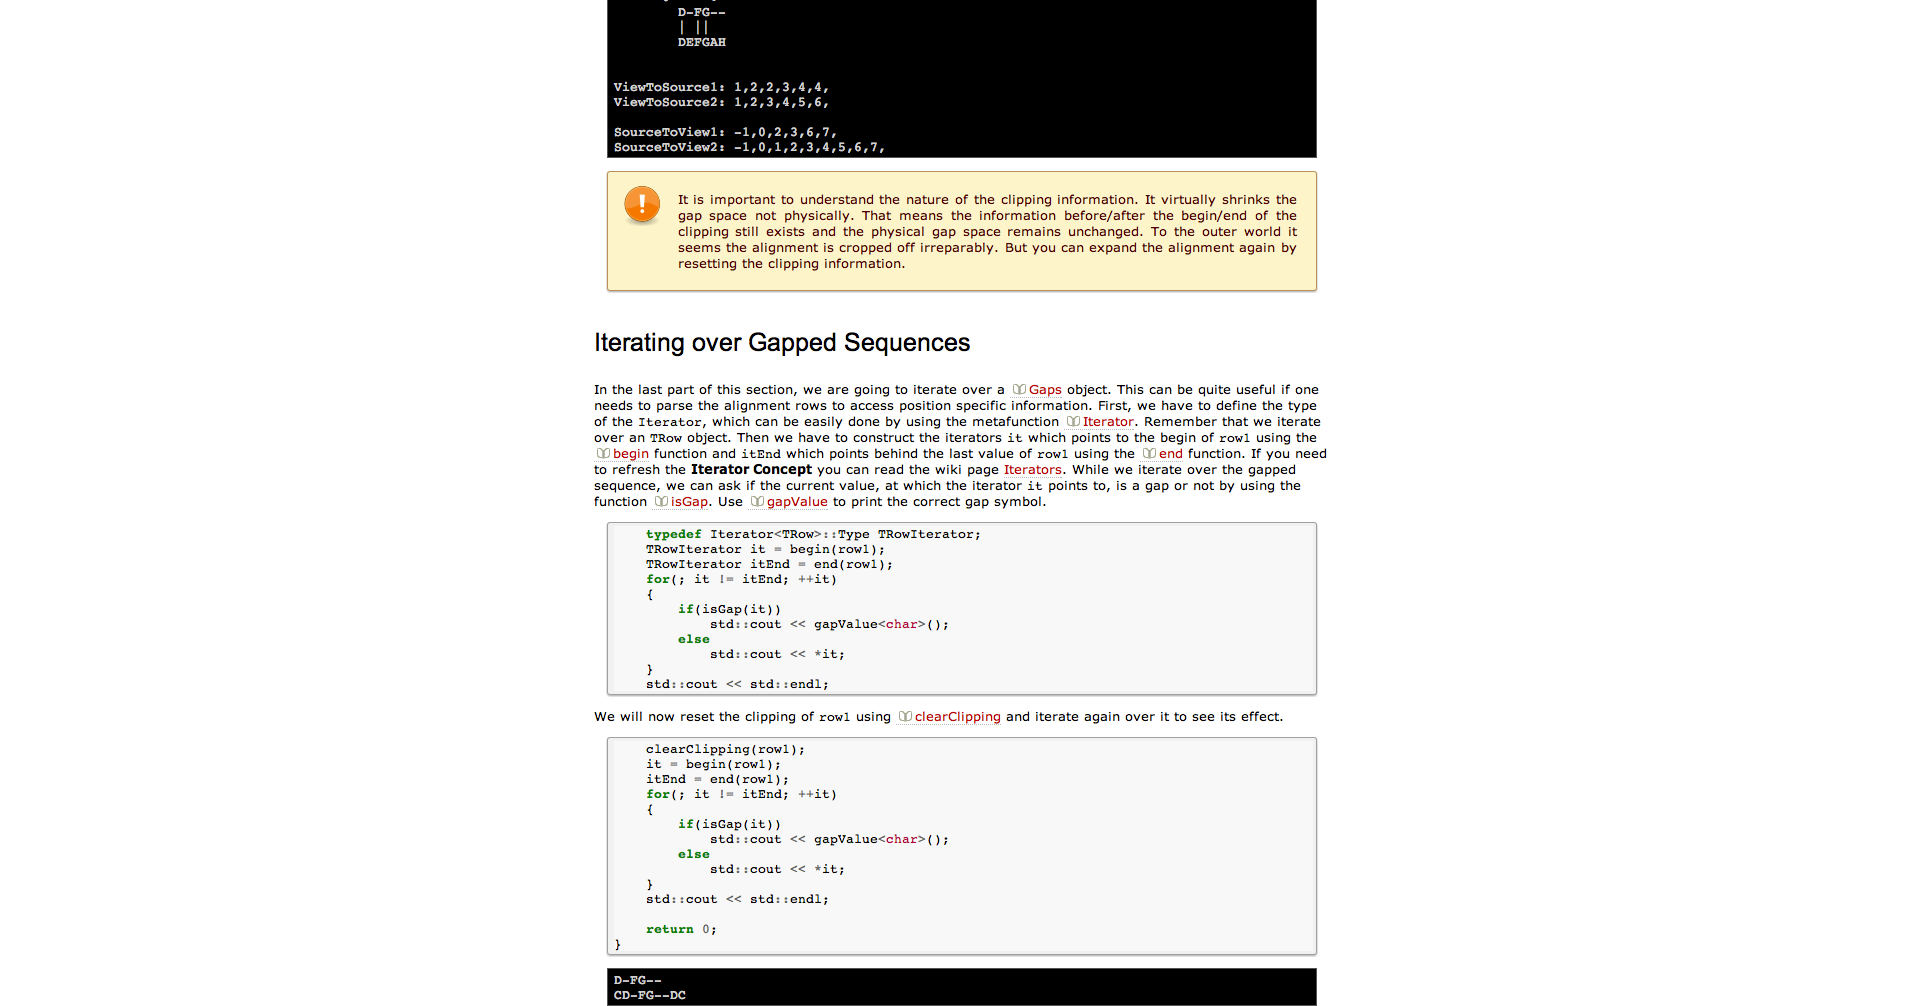 D-FG--
| ||
DEFGAH
ViewToSource1: 1,2,2,3,4,4,
ViewToSource2: 1,2,3,4,5,6,
SourceToView1: -1,0,2,3,6,7,
SourceToView2: -1,0,1,2,3,4,5,6,7,
It is important to understand the nature of the clipping information. It virtually shrinks the
gap space not physically. That means the information before/after the begin/end of the
clipping still exists and the physical gap space remains unchanged. To the outer world it
seems the alignment is cropped off irreparably. But you can expand the alignment again by
resetting the clipping information.
Iterating over Gapped Sequences
In the last part of this section, we are going to iterate over a Gaps object. This can be quite useful if one
needs to parse the alignment rows to access position specific information. First, we have to define the type
of the Iterator, which can be easily done by using the metafunction Iterator. Remember that we iterate
over an TRow object. Then we have to construct the iterators it which points to the begin of row1 using the
begin function and itEnd which points behind the last value of row1 using the end function. If you need
to refresh the Iterator Concept you can read the wiki page Iterators. While we iterate over the gapped
sequence, we can ask if the current value, at which the iterator it points to, is a gap or not by using the
function isGap. Use gapValue to print the correct gap symbol.
typedef Iterator<TRow>::Type TRowIterator;
TRowIterator it = begin(row1);
TRowIterator itEnd = end(row1);
for(; it != itEnd; ++it)
{
if(isGap(it))
std::cout << gapValue<char>();
else
std::cout << *it;
}
std::cout << std::endl;
We will now reset the clipping of row1 using clearClipping and iterate again over it to see its effect.
clearClipping(row1);
it = begin(row1);
itEnd = end(row1);
for(; it != itEnd; ++it)
{
if(isGap(it))
std::cout << gapValue<char>();
else
std::cout << *it;
}
std::cout << std::endl;
return 0;
}
D-FG--
CD-FG--DC